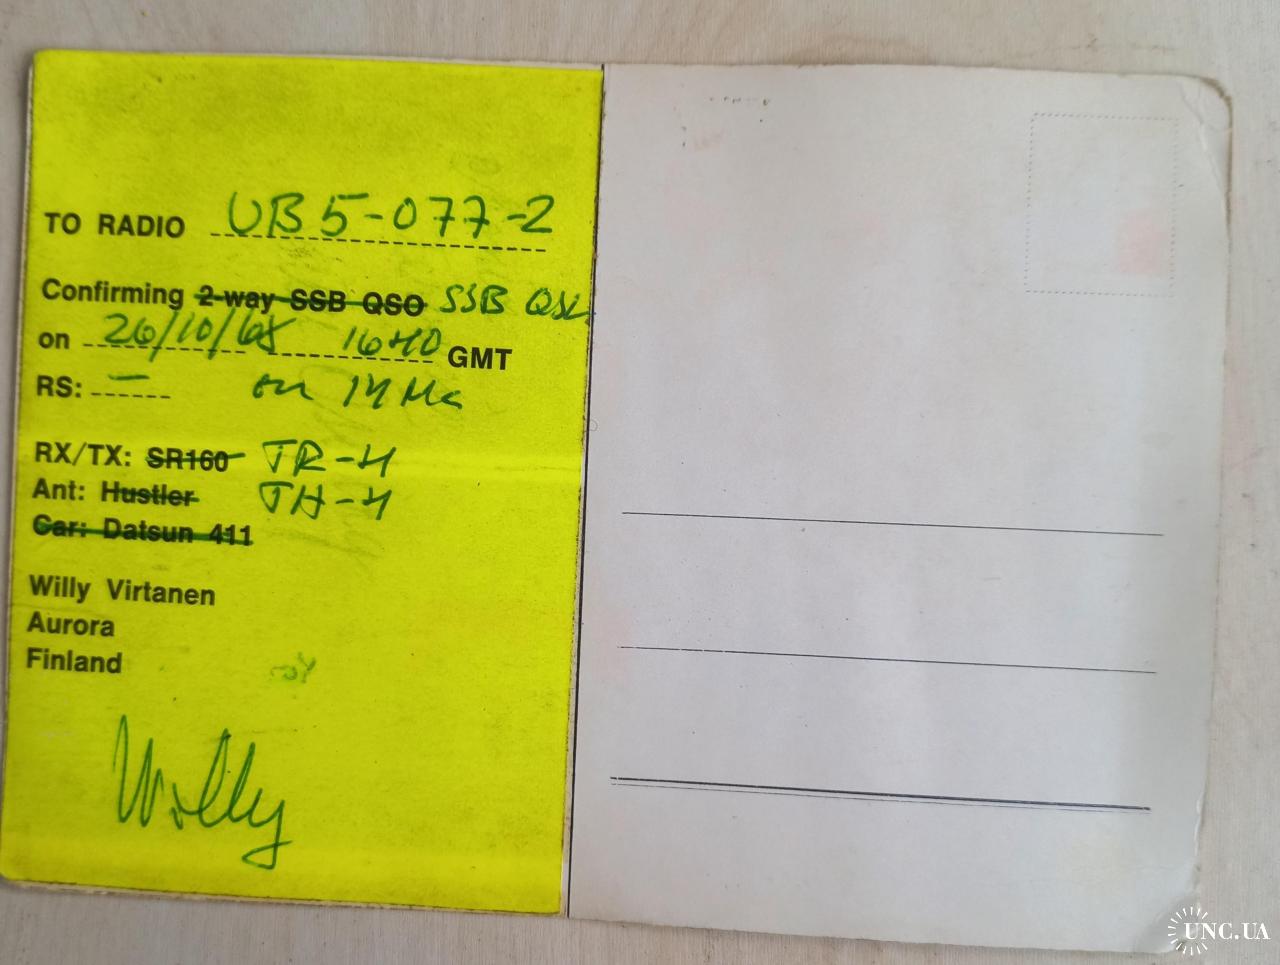 TO RADIO UB5-077-2
Confirming 2-way SSB QSO SSB QSL
on 26/10/68 1640 GMT
RS: – on 14 Mc
RX/TX: SR160 TR-4
Ant: Hustler TH-4
Car: Datsun 411
Willy Virtanen
Aurora
Finland
Willy
UNC.UA